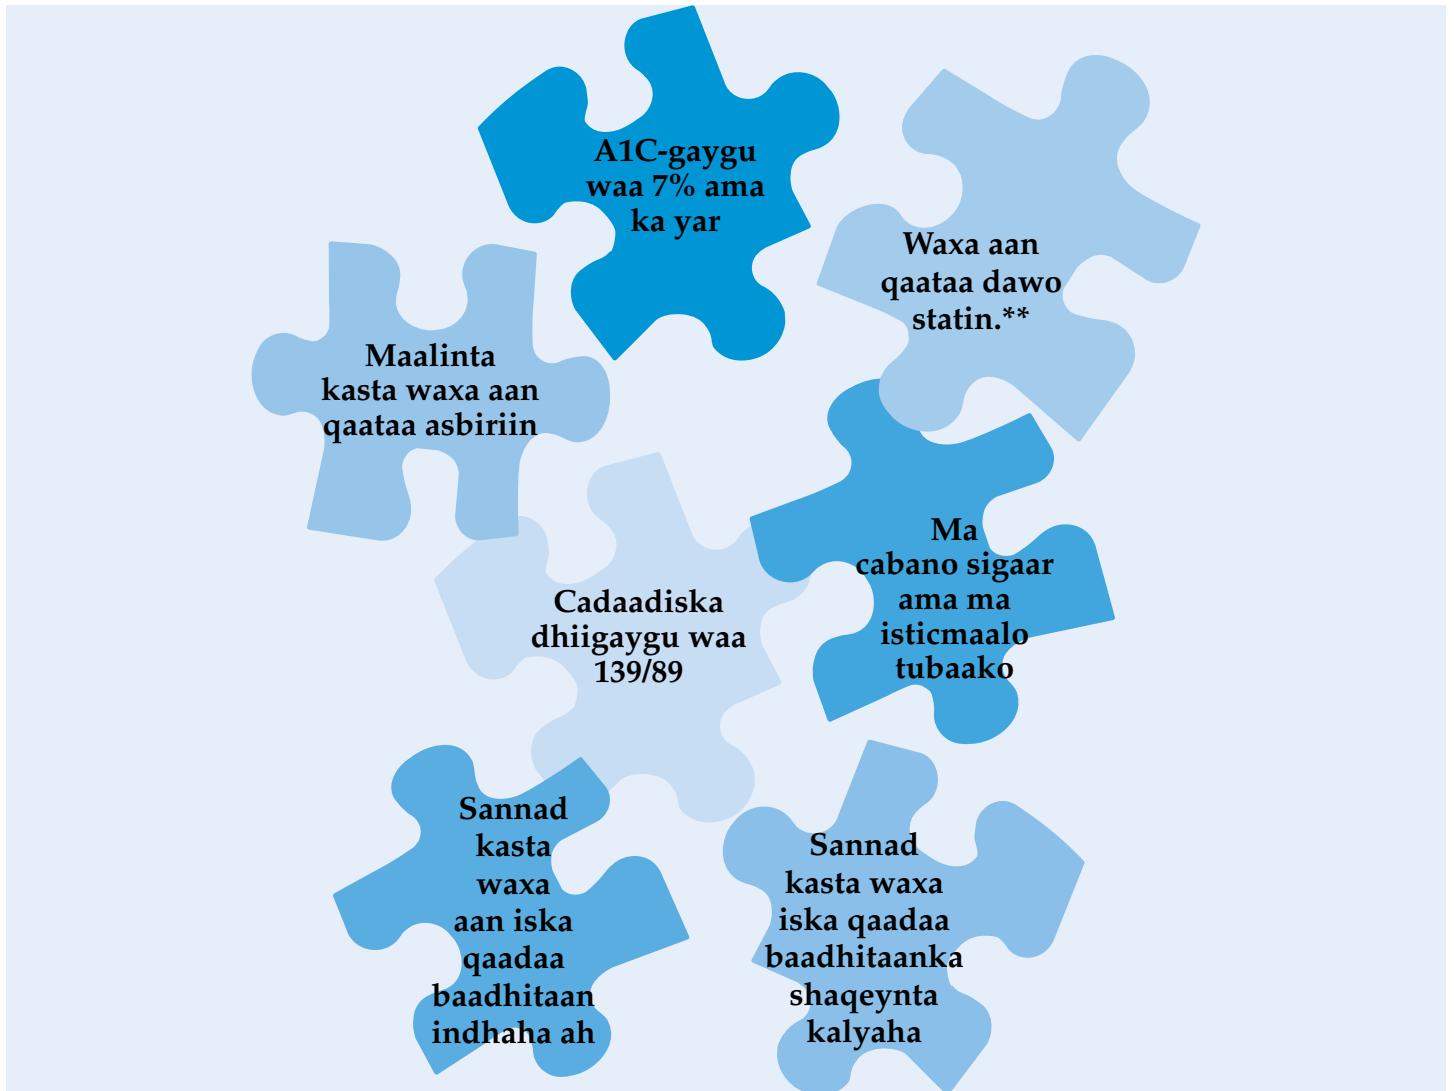 A1C-gaygu
waa 7% ama
ka yar
Waxa aan
qaataa dawo
statin.**
Maalinta
kasta waxa aan
qaataa asbiriin
Ma
cabano sigaar
ama ma
isticmaalo
tubaako
Cadaadiska
dhiigaygu waa
139/89
Sannad
kasta
waxa
aan iska
qaadaa
baadhitaan
indhaha ah
Sannad
kasta waxa
iska qaadaa
baadhitaanka
shaqeynta
kalyaha